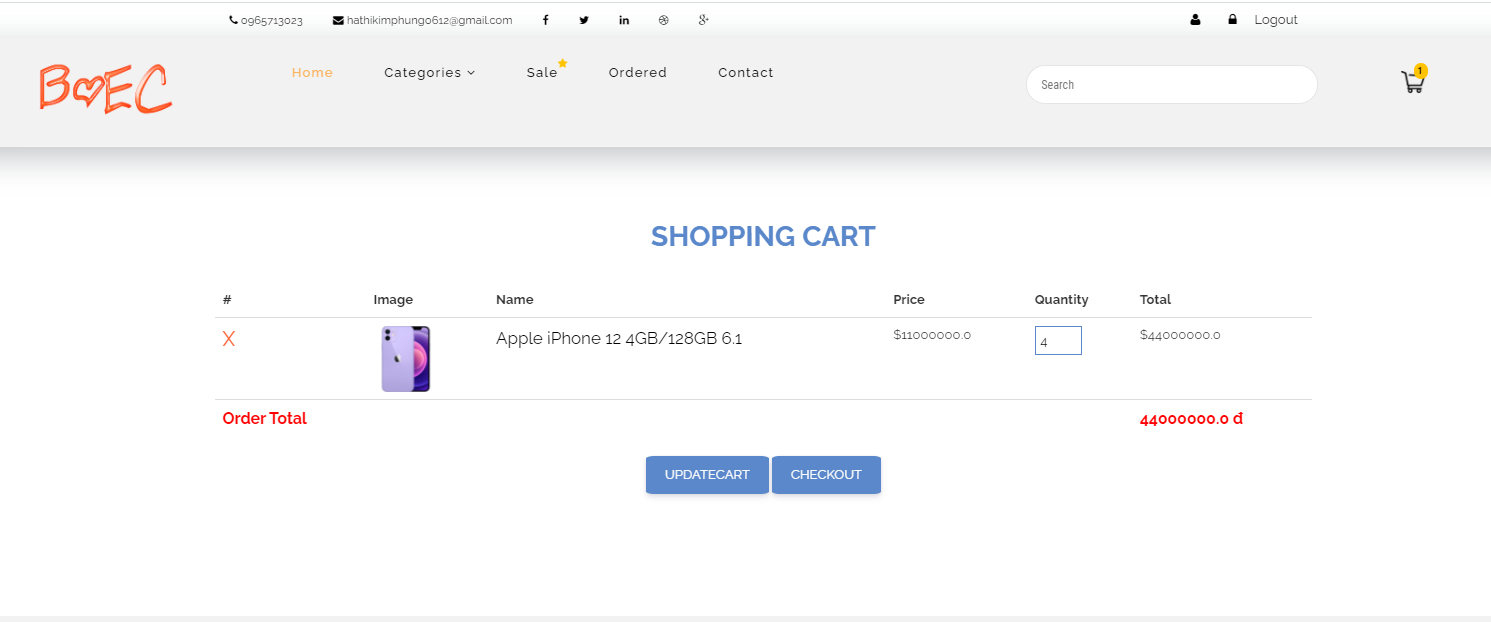 0965713023 hathikimphung0612@gmail.com Logout
B EC Home Categories Sale Ordered Contact Search 1
SHOPPING CART
# Image Name Price Quantity Total
X Apple iPhone 12 4GB/128GB 6.1 $11000000.0 4 $44000000.0
Order Total 44000000.0 đ
UPDATECART CHECKOUT